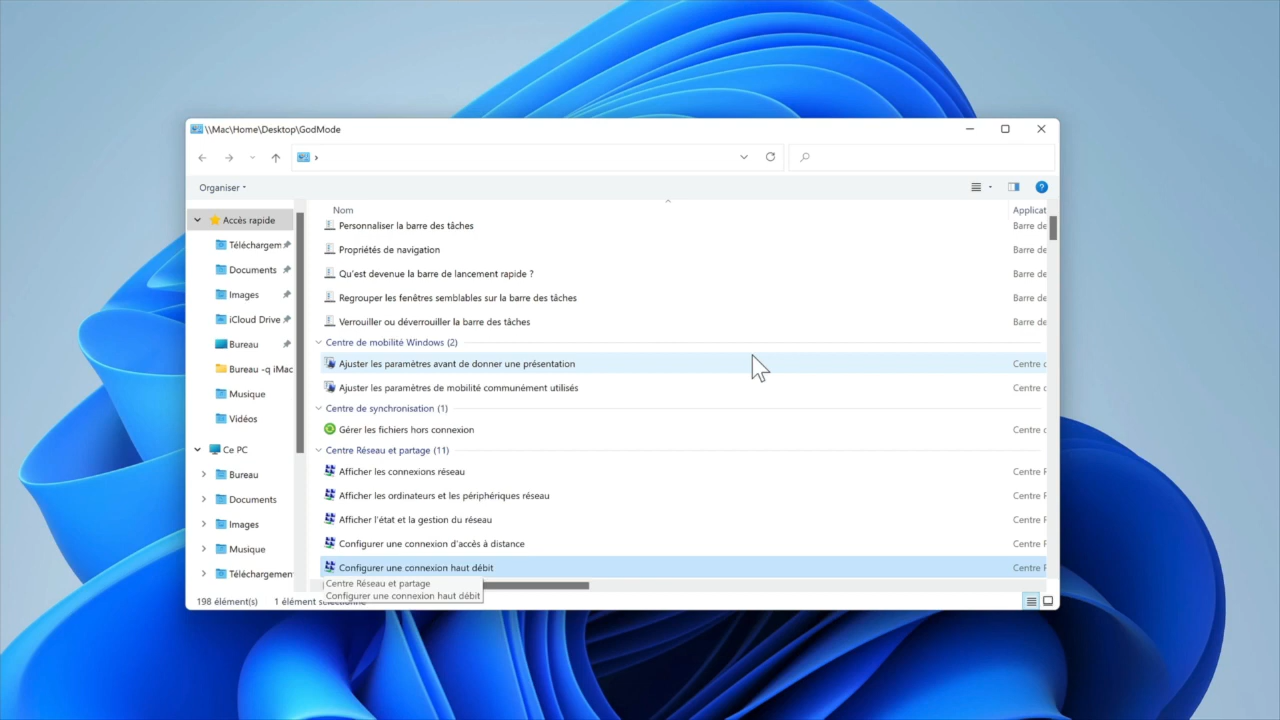 \\Mac\Home\Desktop\GodMode
Organiser
Accès rapide
Téléchargem
Documents
Images
iCloud Drive
Bureau
Bureau -q iMac
Musique
Vidéos
Ce PC
Bureau
Documents
Images
Musique
Téléchargement
Nom Applicat
Personnaliser la barre des tâches Barre de
Propriétés de navigation Barre de
Qu'est devenue la barre de lancement rapide ? Barre de
Regrouper les fenêtres semblables sur la barre des tâches Barre de
Verrouiller ou déverrouiller la barre des tâches Barre de
Centre de mobilité Windows (2)
Ajuster les paramètres avant de donner une présentation Centre d
Ajuster les paramètres de mobilité communément utilisés Centre d
Centre de synchronisation (1)
Gérer les fichiers hors connexion Centre d
Centre Réseau et partage (11)
Afficher les connexions réseau Centre R
Afficher les ordinateurs et les périphériques réseau Centre R
Afficher l'état et la gestion du réseau Centre R
Configurer une connexion d'accès à distance Centre R
Configurer une connexion haut débit Centre R
Centre Réseau et partage
Configurer une connexion haut débit
198 élément(s) 1 élément sélectionné